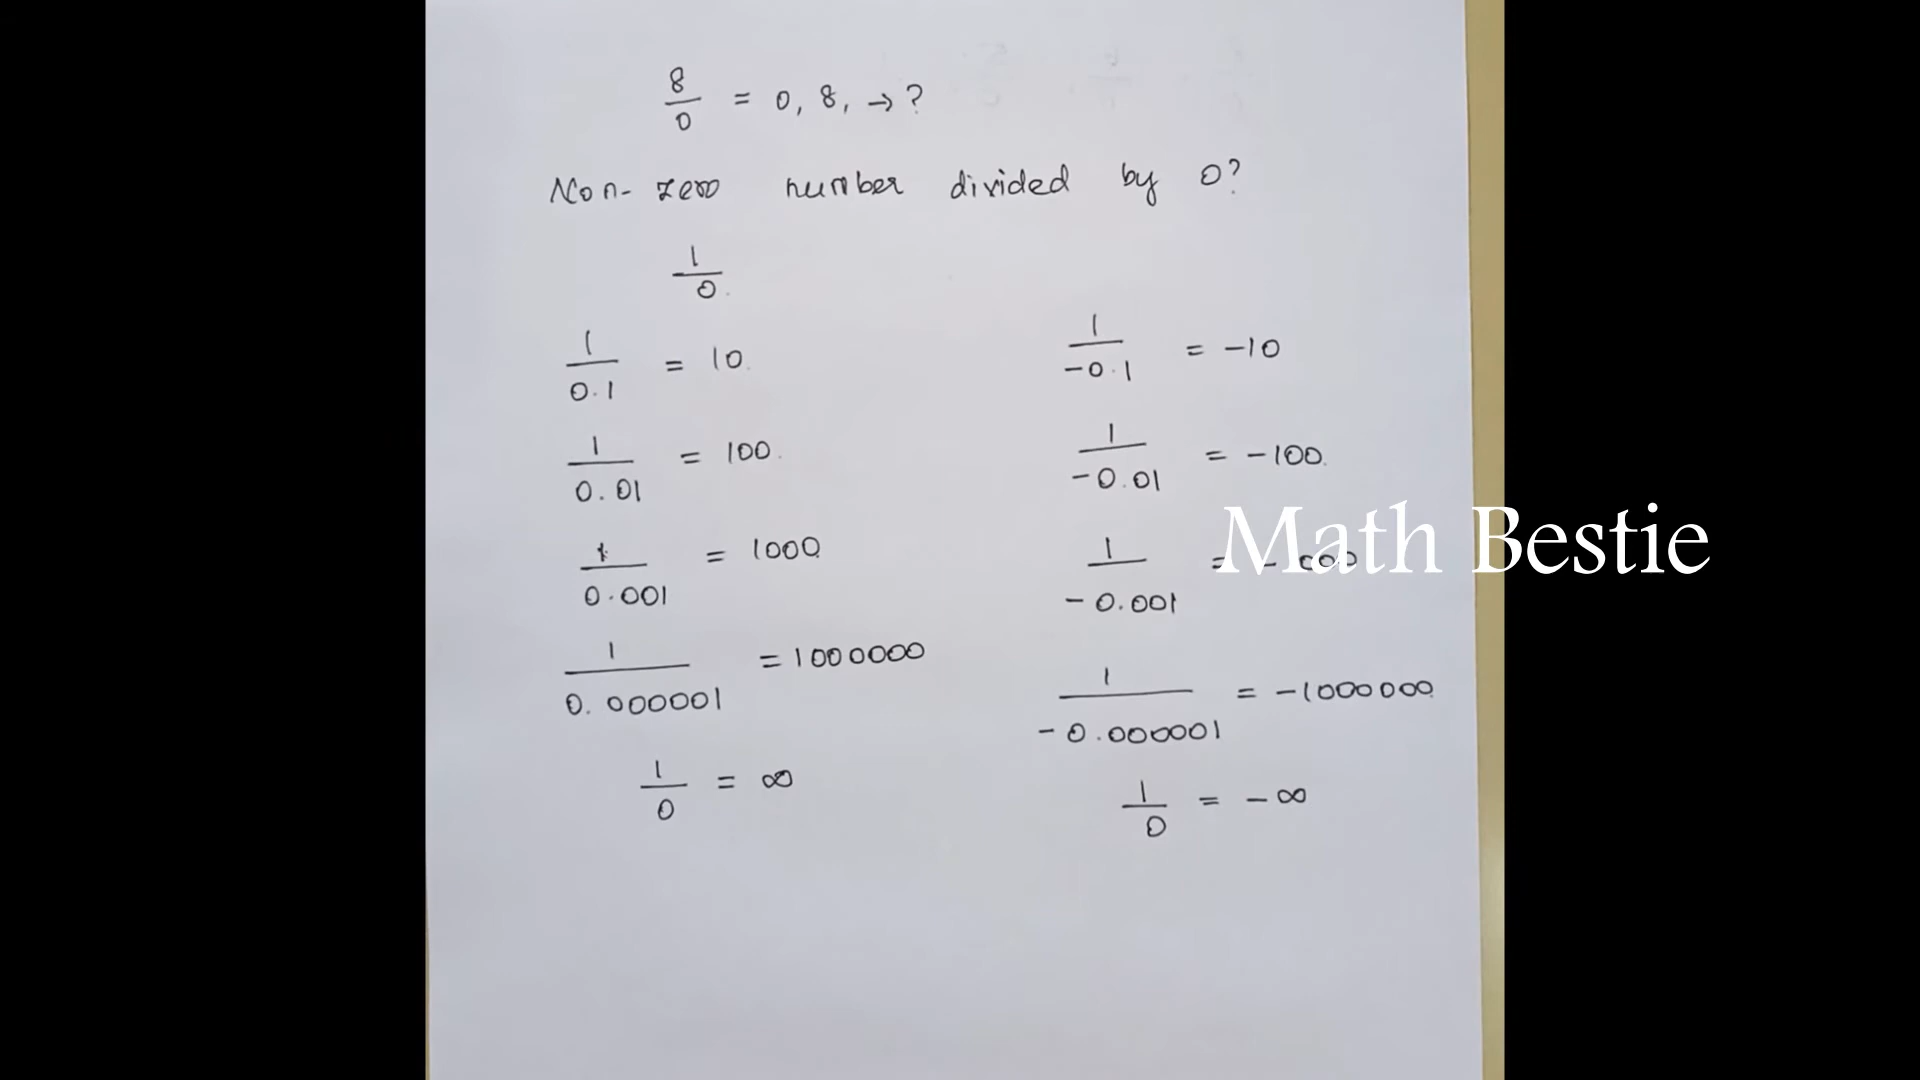 8/0 = 0, 8, → ?
Non-zero number divided by 0?
1/0
1/0.1 = 10
1/0.01 = 100
1/0.001 = 1000
1/0.000001 = 1000000
1/0 = ∞
1/-0.1 = -10
1/-0.01 = -100
1/-0.001 =
1/-0.000001 = -1000000
1/0 = -∞
Math Bestie